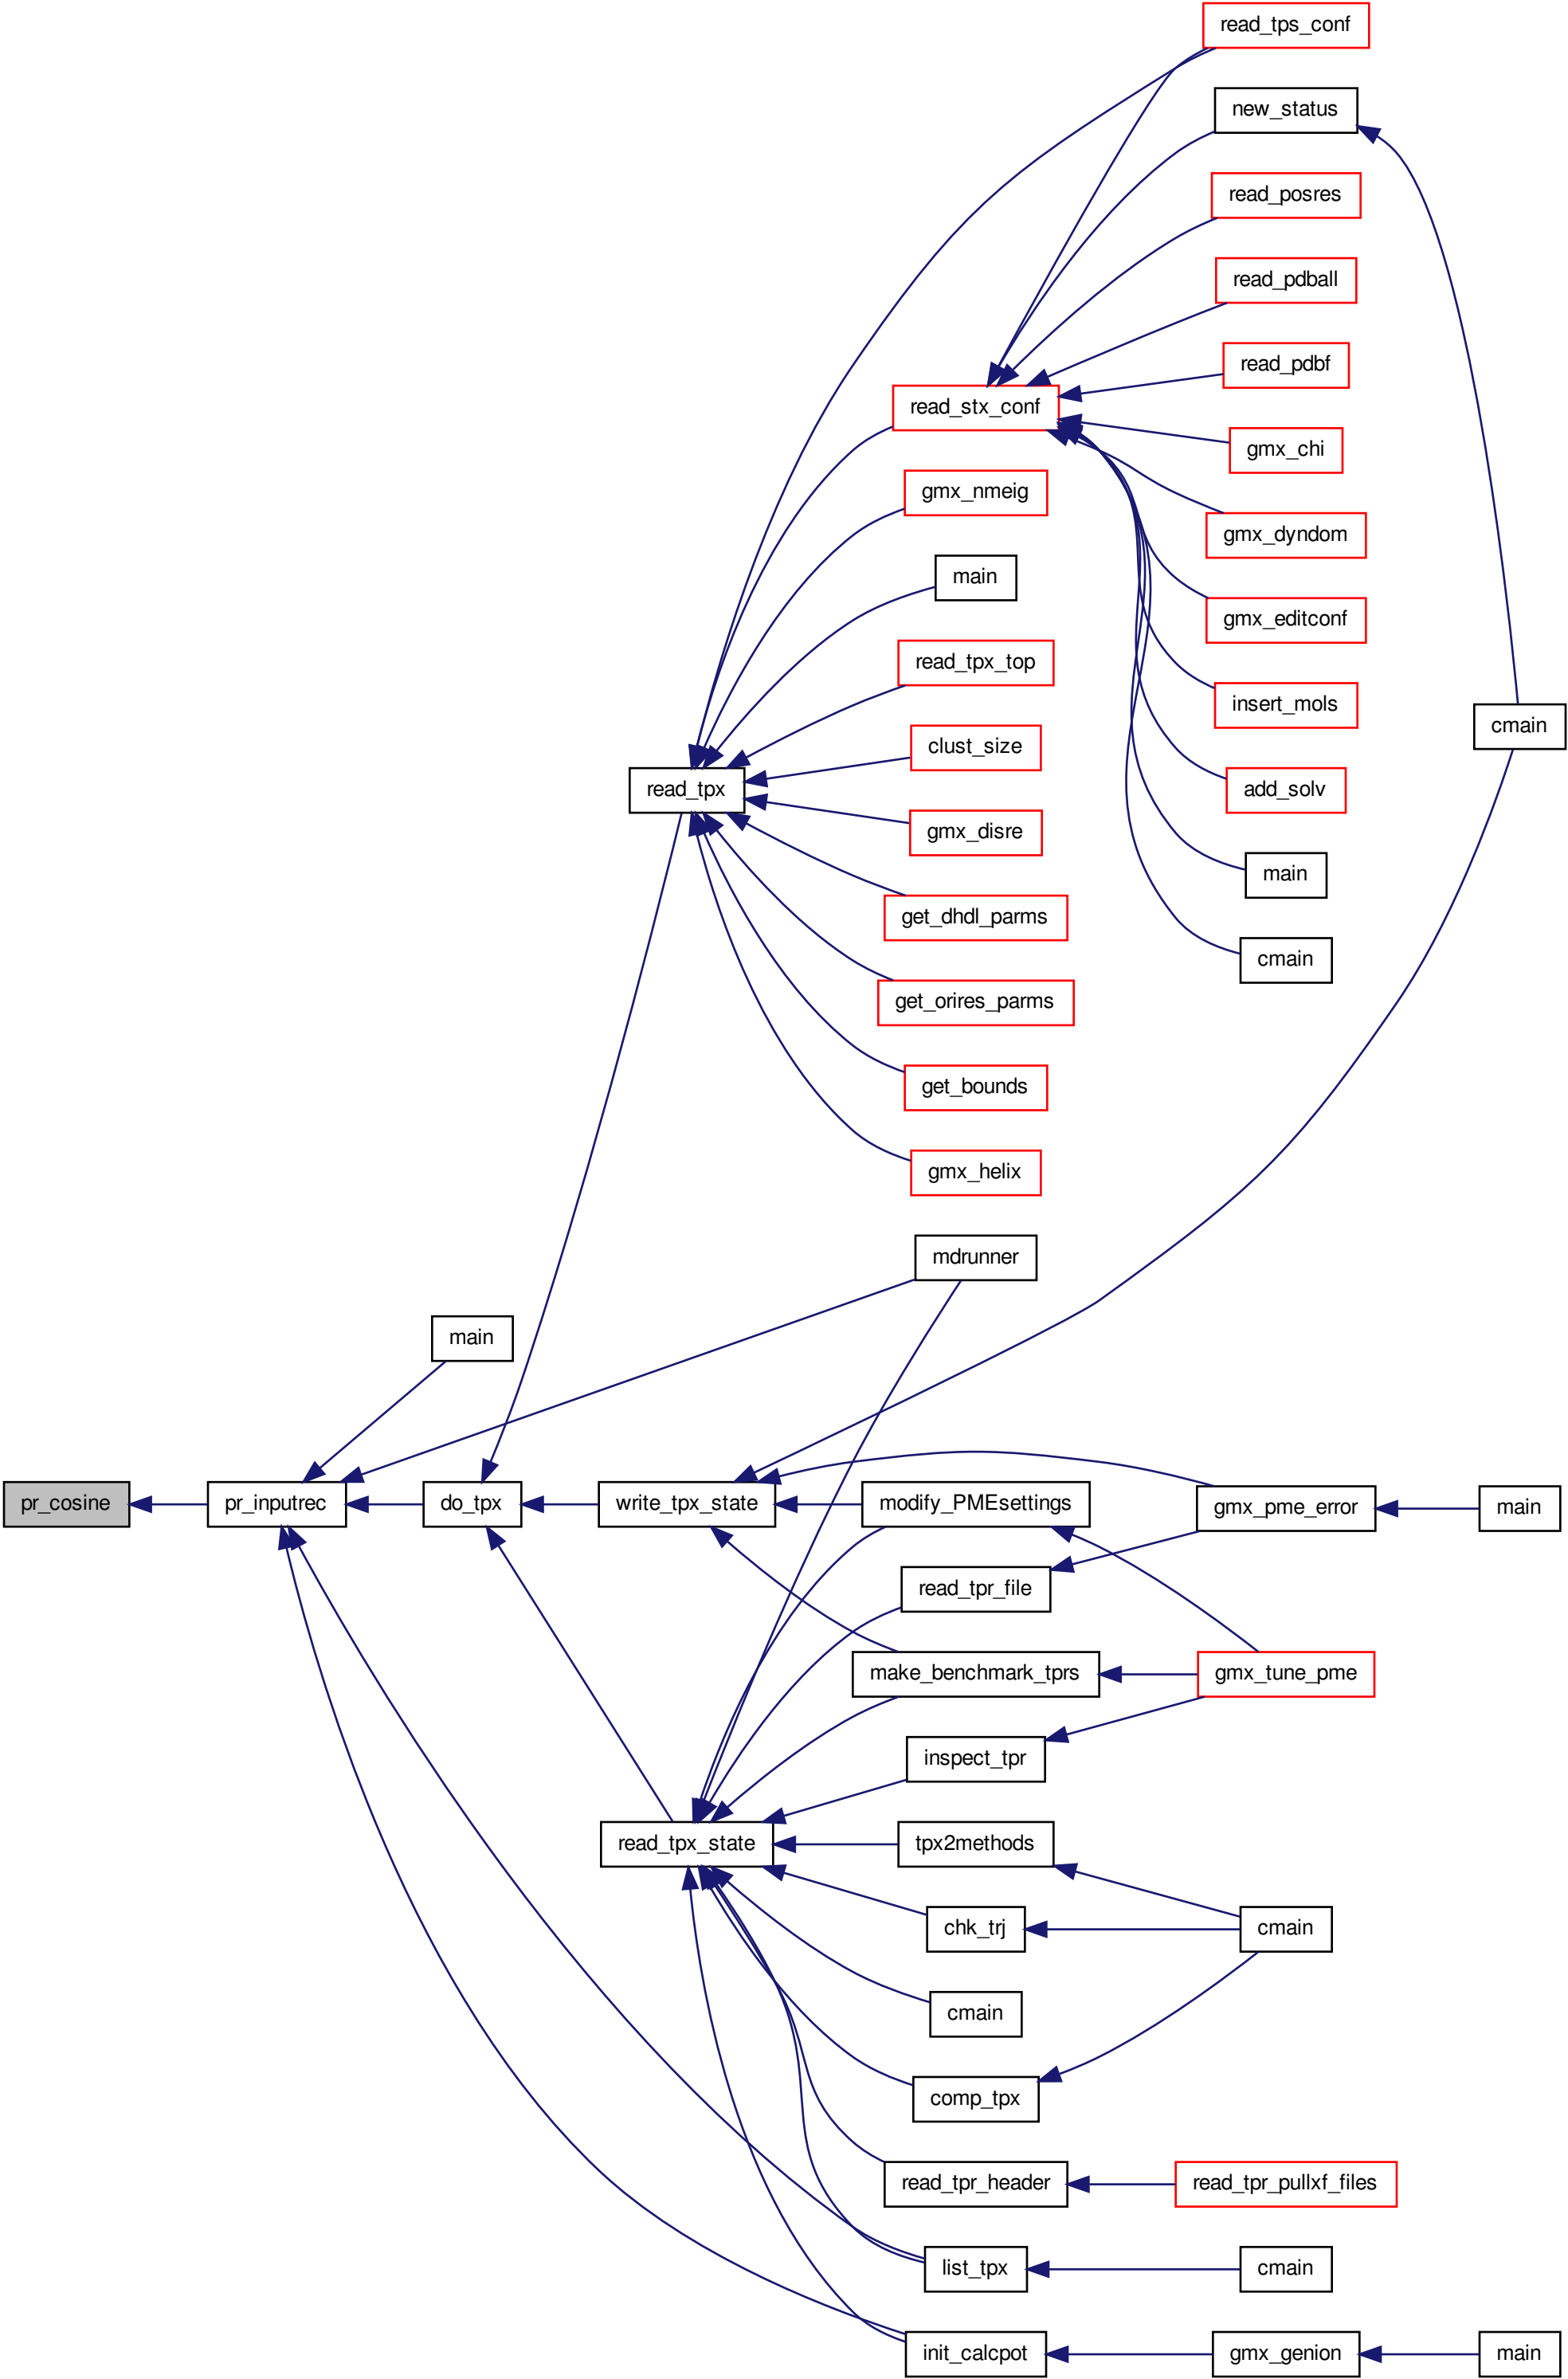 read_tps_conf
new_status
read_posres
read_pdball
read_pdbf
read_stx_conf
gmx_chi
gmx_nmeig
gmx_dyndom
main
gmx_editconf
read_tpx_top
insert_mols
cmain
clust_size
read_tpx
add_solv
gmx_disre
main
get_dhdl_parms
cmain
get_orires_parms
get_bounds
gmx_helix
mdrunner
main
pr_cosine
pr_inputrec
do_tpx
write_tpx_state
modify_PMEsettings
gmx_pme_error
main
read_tpr_file
make_benchmark_tprs
gmx_tune_pme
inspect_tpr
read_tpx_state
tpx2methods
chk_trj
cmain
cmain
comp_tpx
read_tpr_header
read_tpr_pullxf_files
list_tpx
cmain
init_calcpot
gmx_genion
main